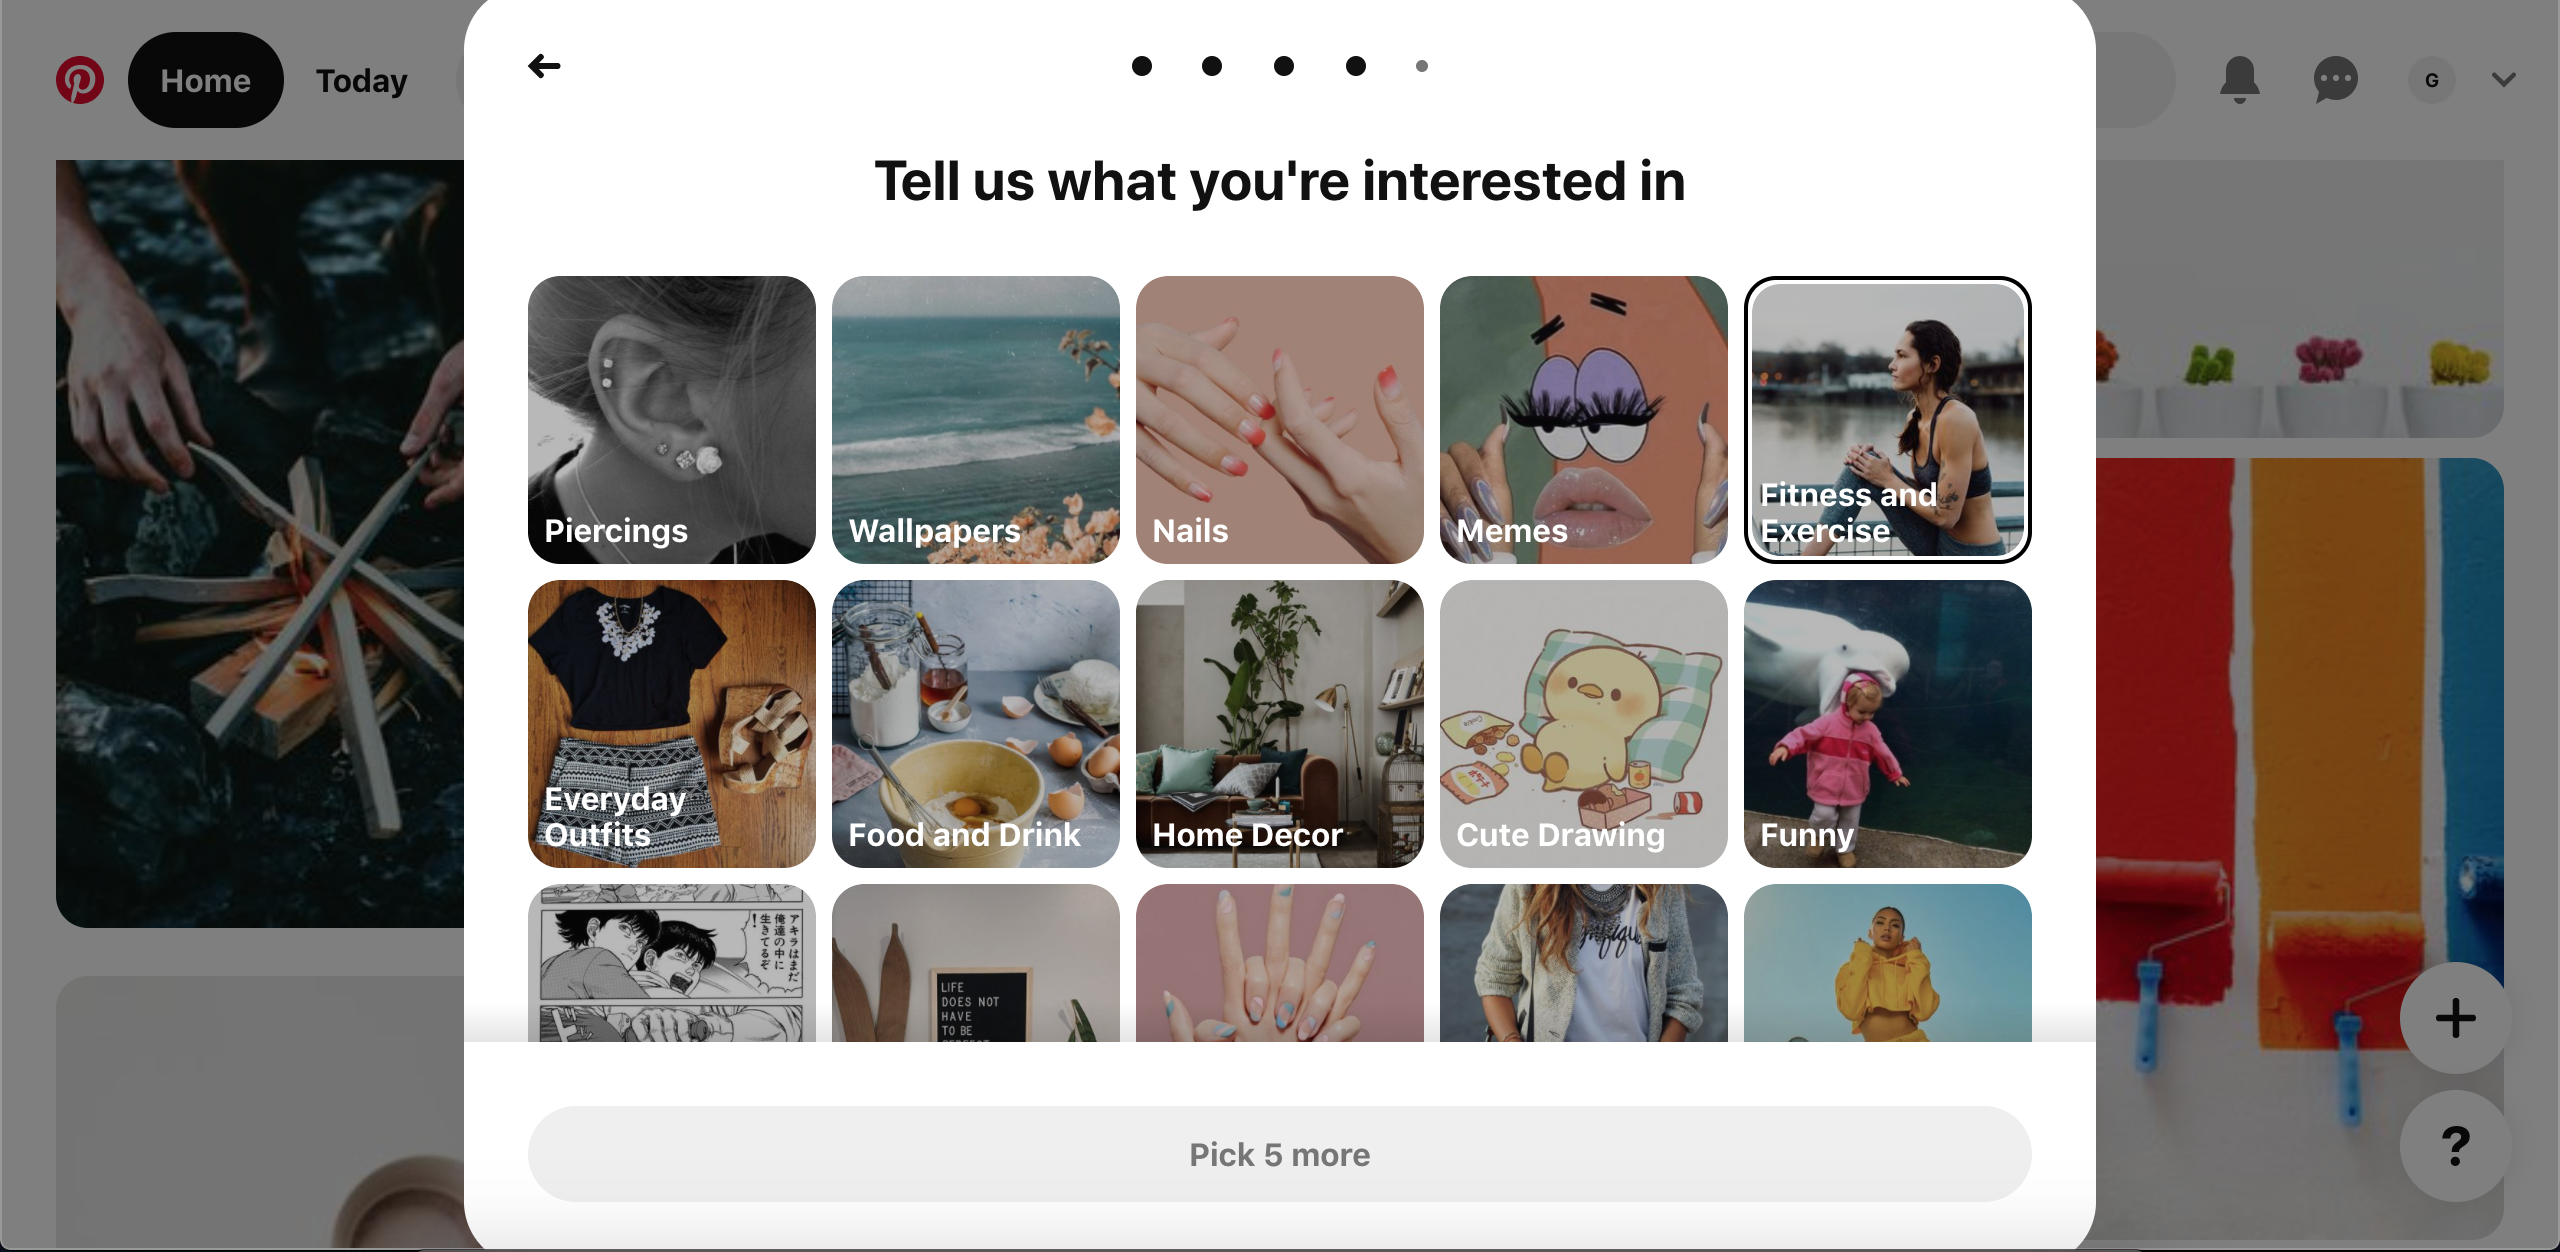 Home
Today
G
Tell us what you're interested in
Piercings
Wallpapers
Nails
Memes
Fitness and
Exercise
Everyday
Outfits
Food and Drink
Home Decor
Cute Drawing
Funny
アキラはまだ
俺達の中に
生きてるぞ
!
LIFE
DOES NOT
HAVE
TO BE
Pick 5 more
+
?